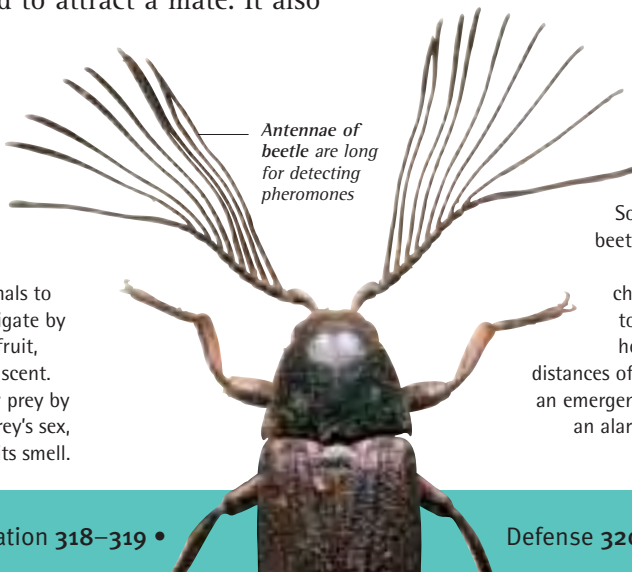 d to attract a mate. It also
Antennae of
beetle are long
for detecting
pheromones
nals to
igate by
fruit,
scent.
prey by
rey's sex,
its smell.
So
beet
ch
to
he
distances of
an emergen
an alar
ation 318–319 •
Defense 320